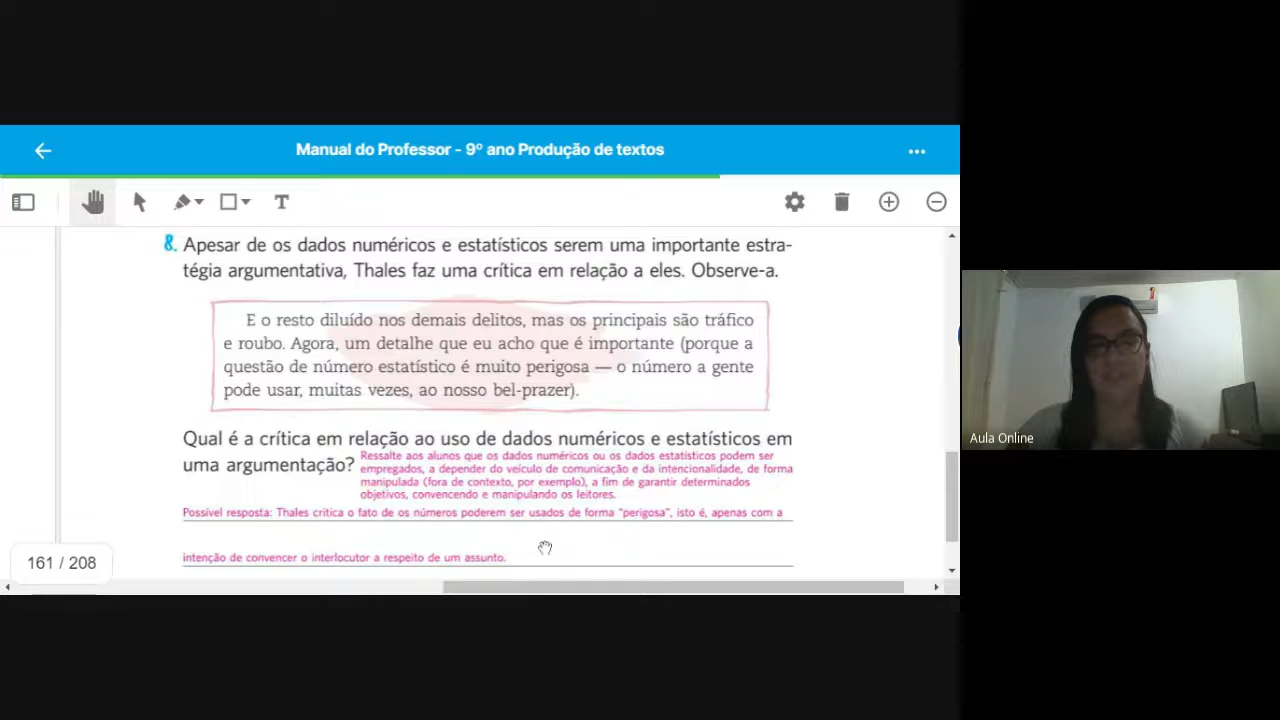 Manual do Professor - 9º ano Produção de textos
T
8. Apesar de os dados numéricos e estatísticos serem uma importante estra-
tégia argumentativa, Thales faz uma crítica em relação a eles. Observe-a.
E o resto diluído nos demais delitos, mas os principais são tráfico
e roubo. Agora, um detalhe que eu acho que é importante (porque a
questão de número estatístico é muito perigosa — o número a gente
pode usar, muitas vezes, ao nosso bel-prazer).
Qual é a crítica em relação ao uso de dados numéricos e estatísticos em
uma argumentação?
Ressalte aos alunos que os dados numéricos ou os dados estatísticos podem ser
empregados, a depender do veículo de comunicação e da intencionalidade, de forma
manipulada (fora de contexto, por exemplo), a fim de garantir determinados
objetivos, convencendo e manipulando os leitores.
Possível resposta: Thales critica o fato de os números poderem ser usados de forma “perigosa”, isto é, apenas com a
intenção de convencer o interlocutor a respeito de um assunto.
161 / 208
Aula Online